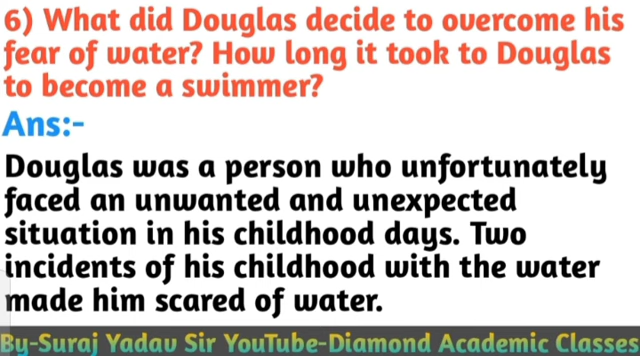 6) What did Douglas decide to overcome his
fear of water? How long it took to Douglas
to become a swimmer?
Ans:-
Douglas was a person who unfortunately
faced an unwanted and unexpected
situation in his childhood days. Two
incidents of his childhood with the water
made him scared of water.
By-Suraj Yadav Sir YouTube-Diamond Academic Classes